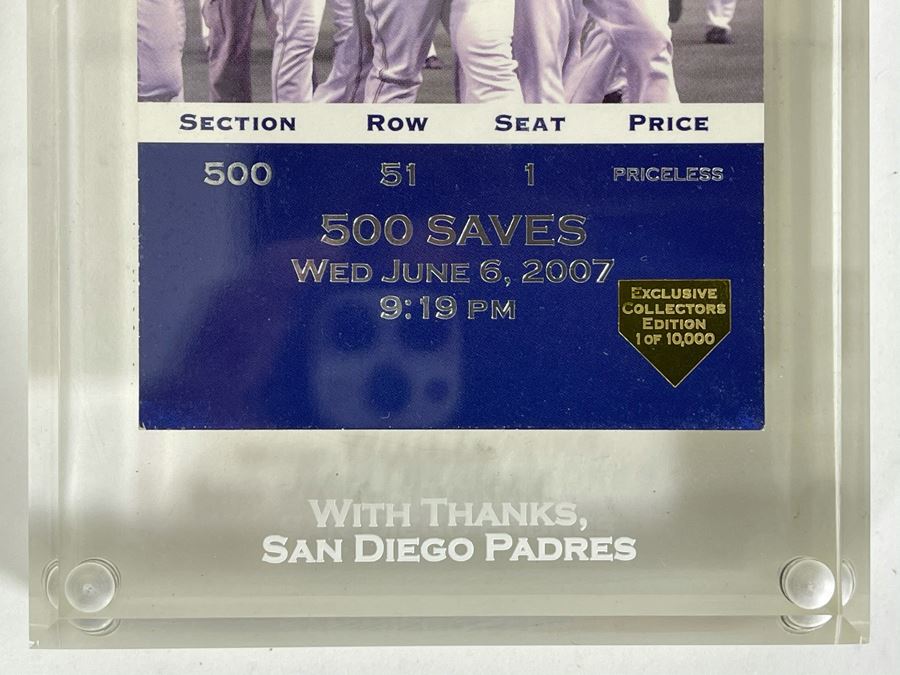 SECTION ROW SEAT PRICE
500 51 1 PRICELESS
500 SAVES
WED JUNE 6, 2007
9:19 PM
EXCLUSIVE
COLLECTORS
EDITION
1 OF 10,000
WITH THANKS,
SAN DIEGO PADRES